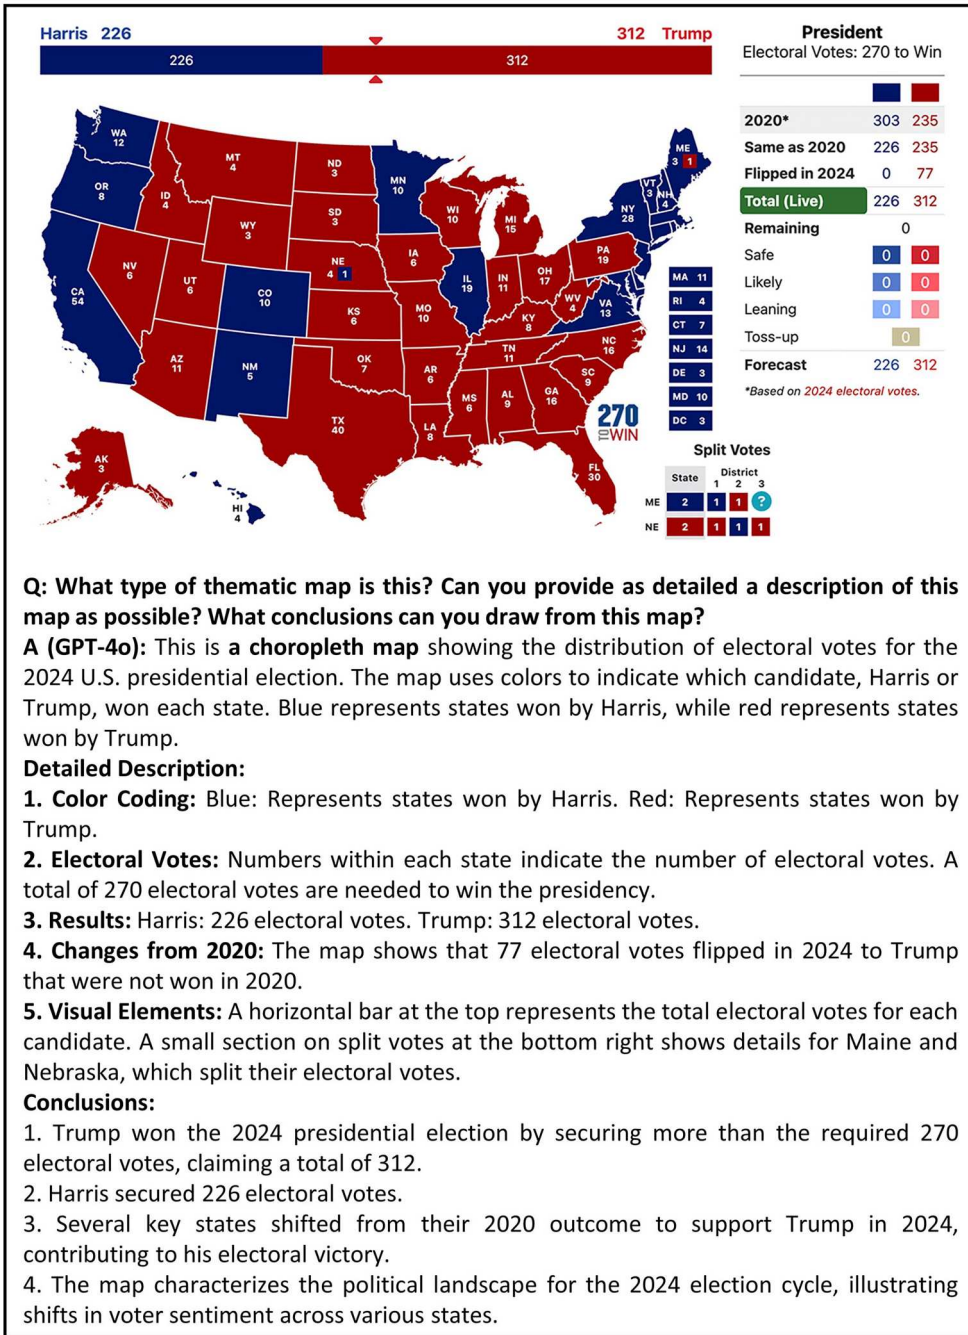 Harris 226
312 Trump
226
312
President
Electoral Votes: 270 to Win
2020* 303 235
Same as 2020 226 235
Flipped in 2024 0 77
Total (Live) 226 312
Remaining 0
Safe 0 0
Likely 0 0
Leaning 0 0
Toss-up 0
Forecast 226 312
*Based on 2024 electoral votes.
WA
12
OR
8
CA
54
NV
6
ID
4
MT
4
WY
3
UT
6
AZ
11
CO
10
NM
5
ND
3
SD
3
NE
4 1
KS
6
OK
7
TX
40
MN
10
IA
6
MO
10
AR
6
LA
8
WI
10
IL
19
MI
15
IN
11
OH
17
KY
8
TN
11
MS
6
AL
9
GA
16
FL
30
SC
9
NC
16
VA
13
WV
4
PA
19
NY
28
VT
3
NH
4
ME
3 1
AK
3
HI
4
MA 11
RI 4
CT 7
NJ 14
DE 3
MD 10
DC 3
270
TO WIN
Split Votes
State District
1 2 3
ME 2 1 1 ?
NE 2 1 1 1
Q: What type of thematic map is this? Can you provide as detailed a description of this
map as possible? What conclusions can you draw from this map?
A (GPT-4o): This is a choropleth map showing the distribution of electoral votes for the
2024 U.S. presidential election. The map uses colors to indicate which candidate, Harris or
Trump, won each state. Blue represents states won by Harris, while red represents states
won by Trump.
Detailed Description:
1. Color Coding: Blue: Represents states won by Harris. Red: Represents states won by
Trump.
2. Electoral Votes: Numbers within each state indicate the number of electoral votes. A
total of 270 electoral votes are needed to win the presidency.
3. Results: Harris: 226 electoral votes. Trump: 312 electoral votes.
4. Changes from 2020: The map shows that 77 electoral votes flipped in 2024 to Trump
that were not won in 2020.
5. Visual Elements: A horizontal bar at the top represents the total electoral votes for each
candidate. A small section on split votes at the bottom right shows details for Maine and
Nebraska, which split their electoral votes.
Conclusions:
1. Trump won the 2024 presidential election by securing more than the required 270
electoral votes, claiming a total of 312.
2. Harris secured 226 electoral votes.
3. Several key states shifted from their 2020 outcome to support Trump in 2024,
contributing to his electoral victory.
4. The map characterizes the political landscape for the 2024 election cycle, illustrating
shifts in voter sentiment across various states.